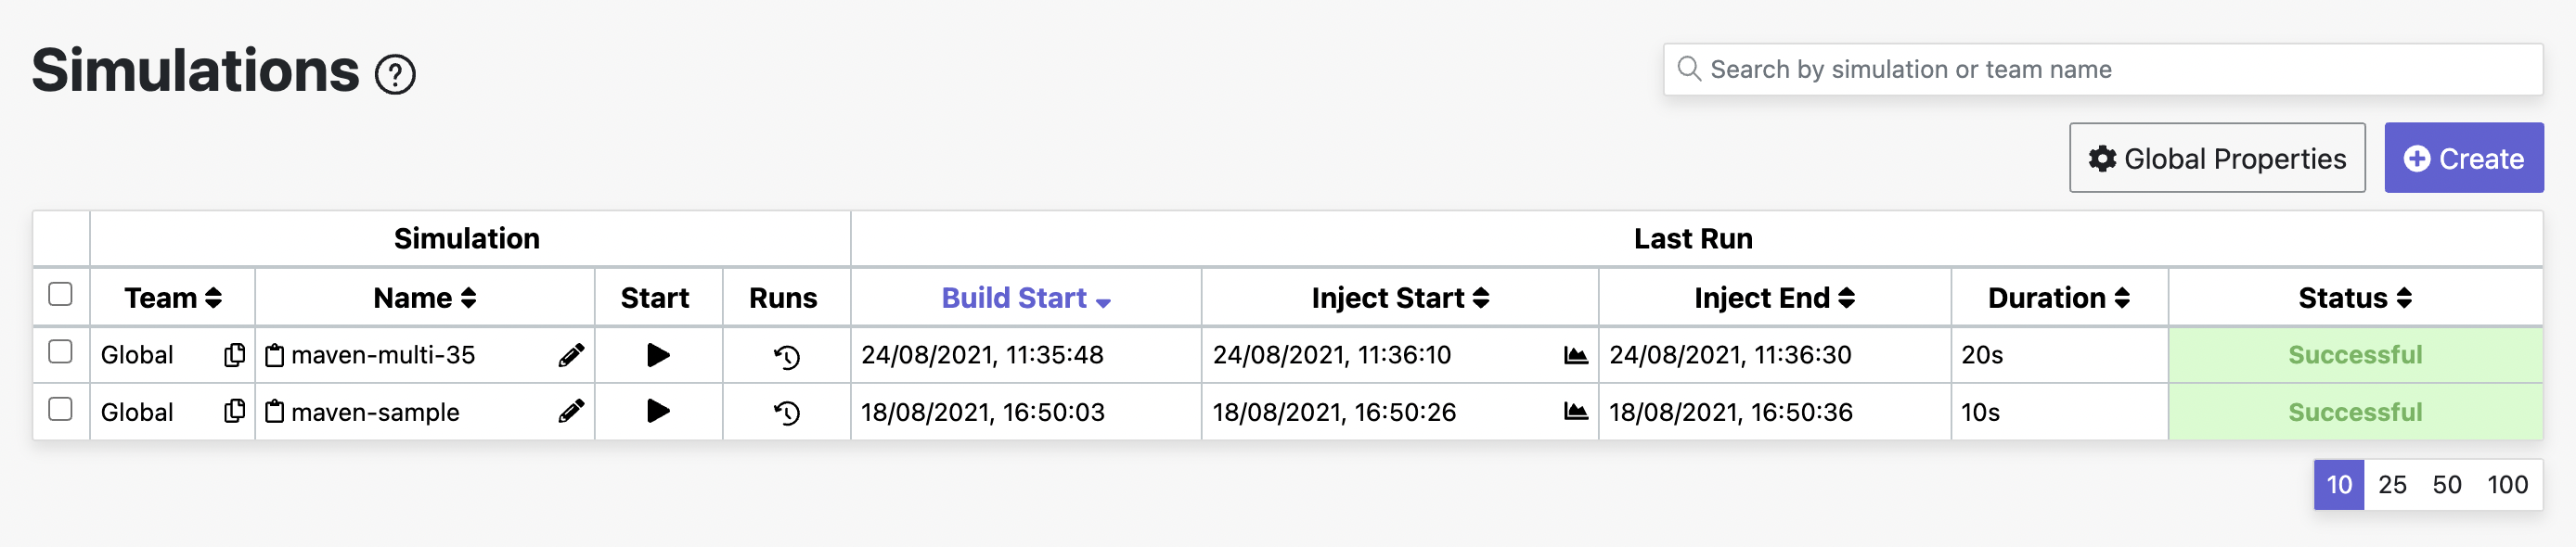 Simulations ?
Search by simulation or team name
Global Properties
Create
Simulation Last Run
Team Name Start Runs Build Start Inject Start Inject End Duration Status
Global maven-multi-35 24/08/2021, 11:35:48 24/08/2021, 11:36:10 24/08/2021, 11:36:30 20s Successful
Global maven-sample 18/08/2021, 16:50:03 18/08/2021, 16:50:26 18/08/2021, 16:50:36 10s Successful
10 25 50 100